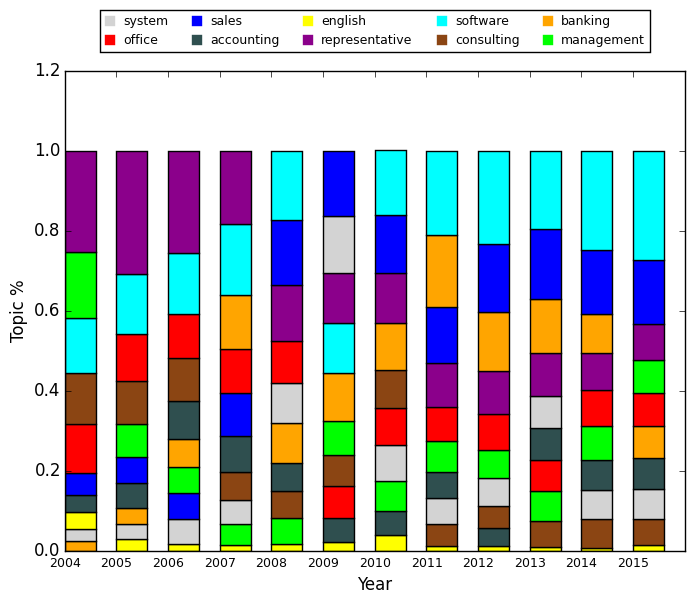 system sales english software banking
office accounting representative consulting management
1.2
1.0
0.8
0.6
0.4
0.2
0.0
Topic %
2004 2005 2006 2007 2008 2009 2010 2011 2012 2013 2014 2015
Year